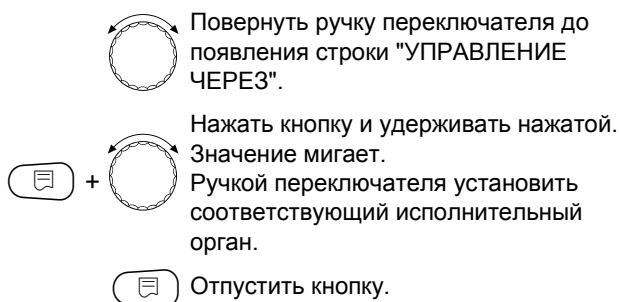 Повернуть ручку переключателя до
появления строки "УПРАВЛЕНИЕ
ЧЕРЕЗ".
Нажать кнопку и удерживать нажатой.
Значение мигает.
+
Ручкой переключателя установить
соответствующий исполнительный
орган.
Отпустить кнопку.